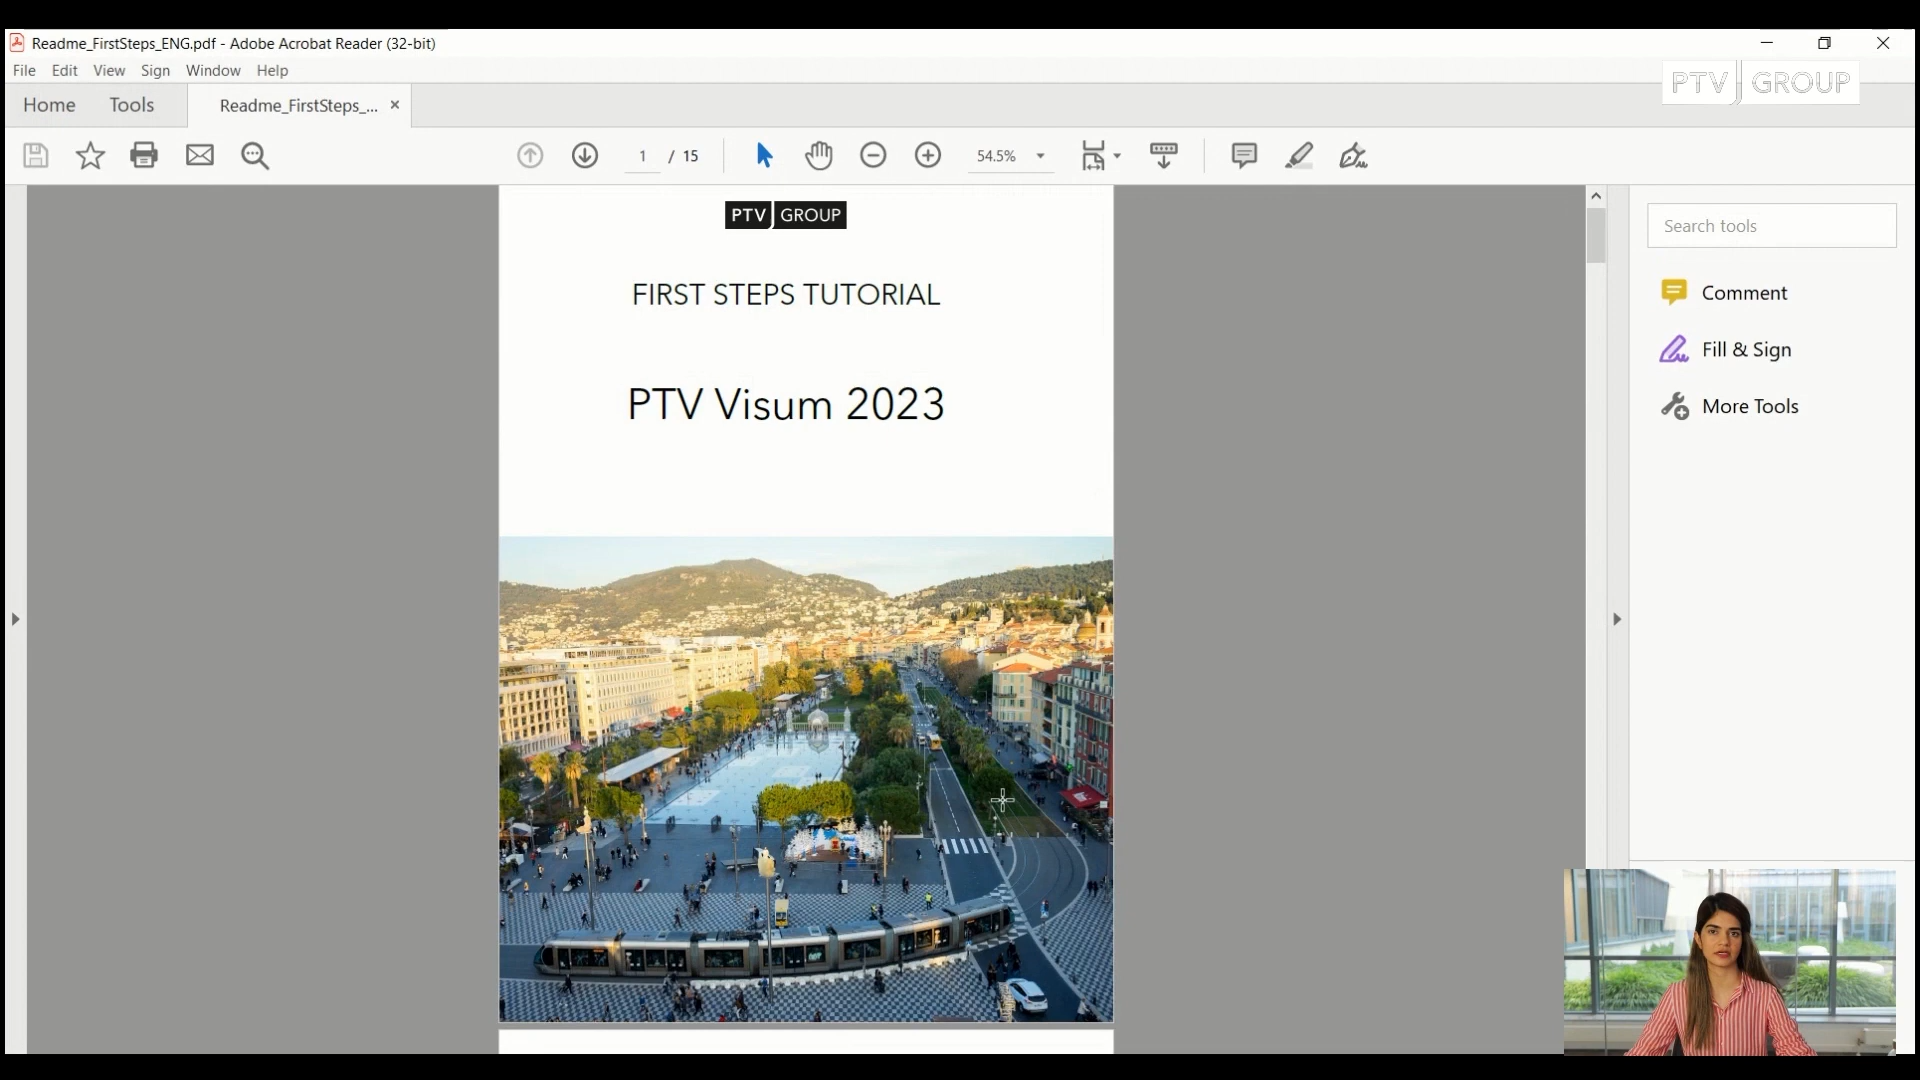 Readme_FirstSteps_ENG.pdf - Adobe Acrobat Reader (32-bit)
File Edit View Sign Window Help
PTV GROUP
Home Tools Readme_FirstSteps_...
1 / 15 54.5%
PTV GROUP
Search tools
FIRST STEPS TUTORIAL
Comment
Fill & Sign
PTV Visum 2023
More Tools